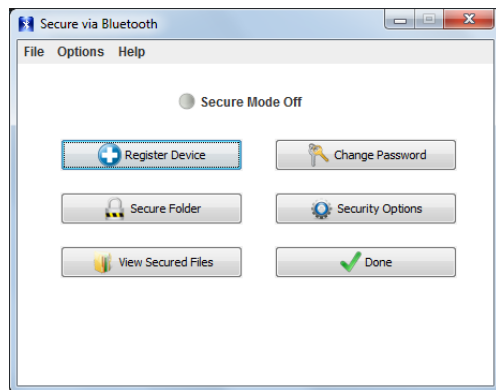 Secure via Bluetooth
File Options Help
Secure Mode Off
Register Device Change Password
Secure Folder Security Options
View Secured Files Done